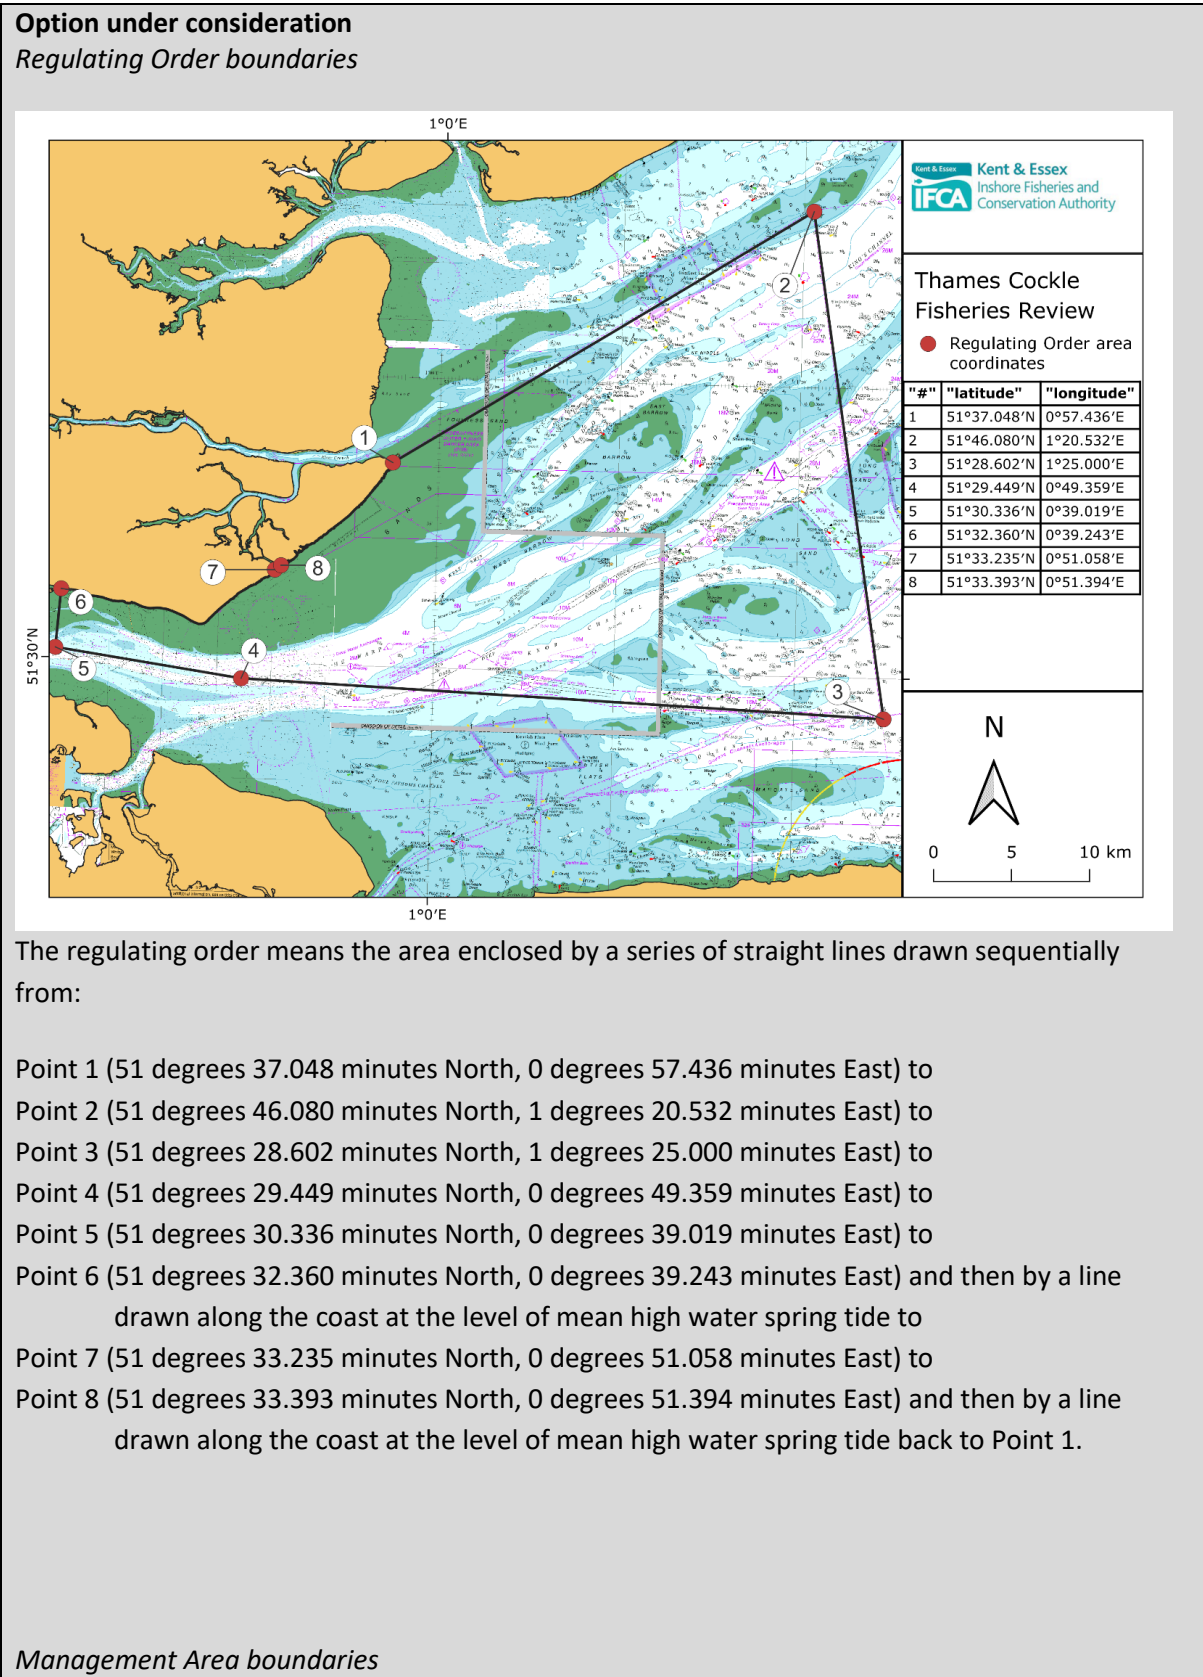 Option under consideration
Regulating Order boundaries
1°0'E
Kent & Essex
IFCA
Kent & Essex
Inshore Fisheries and
Conservation Authority
Thames Cockle
Fisheries Review
Regulating Order area
coordinates
"#" "latitude" "longitude"
1 51°37.048'N 0°57.436'E
2 51°46.080'N 1°20.532'E
3 51°28.602'N 1°25.000'E
4 51°29.449'N 0°49.359'E
5 51°30.336'N 0°39.019'E
6 51°32.360'N 0°39.243'E
7 51°33.235'N 0°51.058'E
8 51°33.393'N 0°51.394'E
2
1
7
8
6
5
4
3
51°30'N
N
0 5 10 km
1°0'E
The regulating order means the area enclosed by a series of straight lines drawn sequentially
from:
Point 1 (51 degrees 37.048 minutes North, 0 degrees 57.436 minutes East) to
Point 2 (51 degrees 46.080 minutes North, 1 degrees 20.532 minutes East) to
Point 3 (51 degrees 28.602 minutes North, 1 degrees 25.000 minutes East) to
Point 4 (51 degrees 29.449 minutes North, 0 degrees 49.359 minutes East) to
Point 5 (51 degrees 30.336 minutes North, 0 degrees 39.019 minutes East) to
Point 6 (51 degrees 32.360 minutes North, 0 degrees 39.243 minutes East) and then by a line
drawn along the coast at the level of mean high water spring tide to
Point 7 (51 degrees 33.235 minutes North, 0 degrees 51.058 minutes East) to
Point 8 (51 degrees 33.393 minutes North, 0 degrees 51.394 minutes East) and then by a line
drawn along the coast at the level of mean high water spring tide back to Point 1.
Management Area boundaries